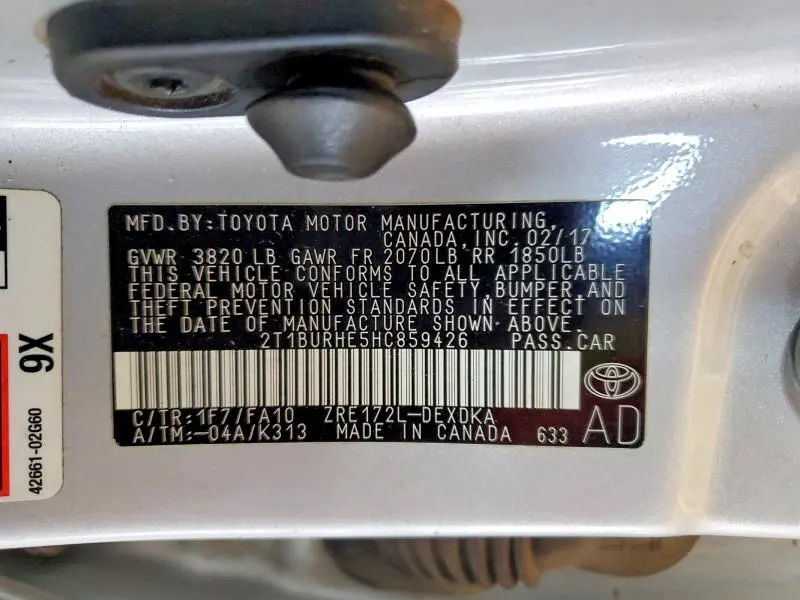 MFD. BY: TOYOTA MOTOR MANUFACTURING,
CANADA, INC. 02/17
GVWR 3820 LB GAWR FR 2070LB RR 1850LB
THIS VEHICLE CONFORMS TO ALL APPLICABLE
FEDERAL MOTOR VEHICLE SAFETY, BUMPER, AND
THEFT PREVENTION STANDARDS IN EFFECT ON
THE DATE OF MANUFACTURE SHOWN ABOVE.
2T1BURHE5HC859426 PASS. CAR
C/TR: 1F7/FA10 ZRE172L-DEXDKA
A/TM:-04A/K313 MADE IN CANADA 633
AD
9X
42661-02G60